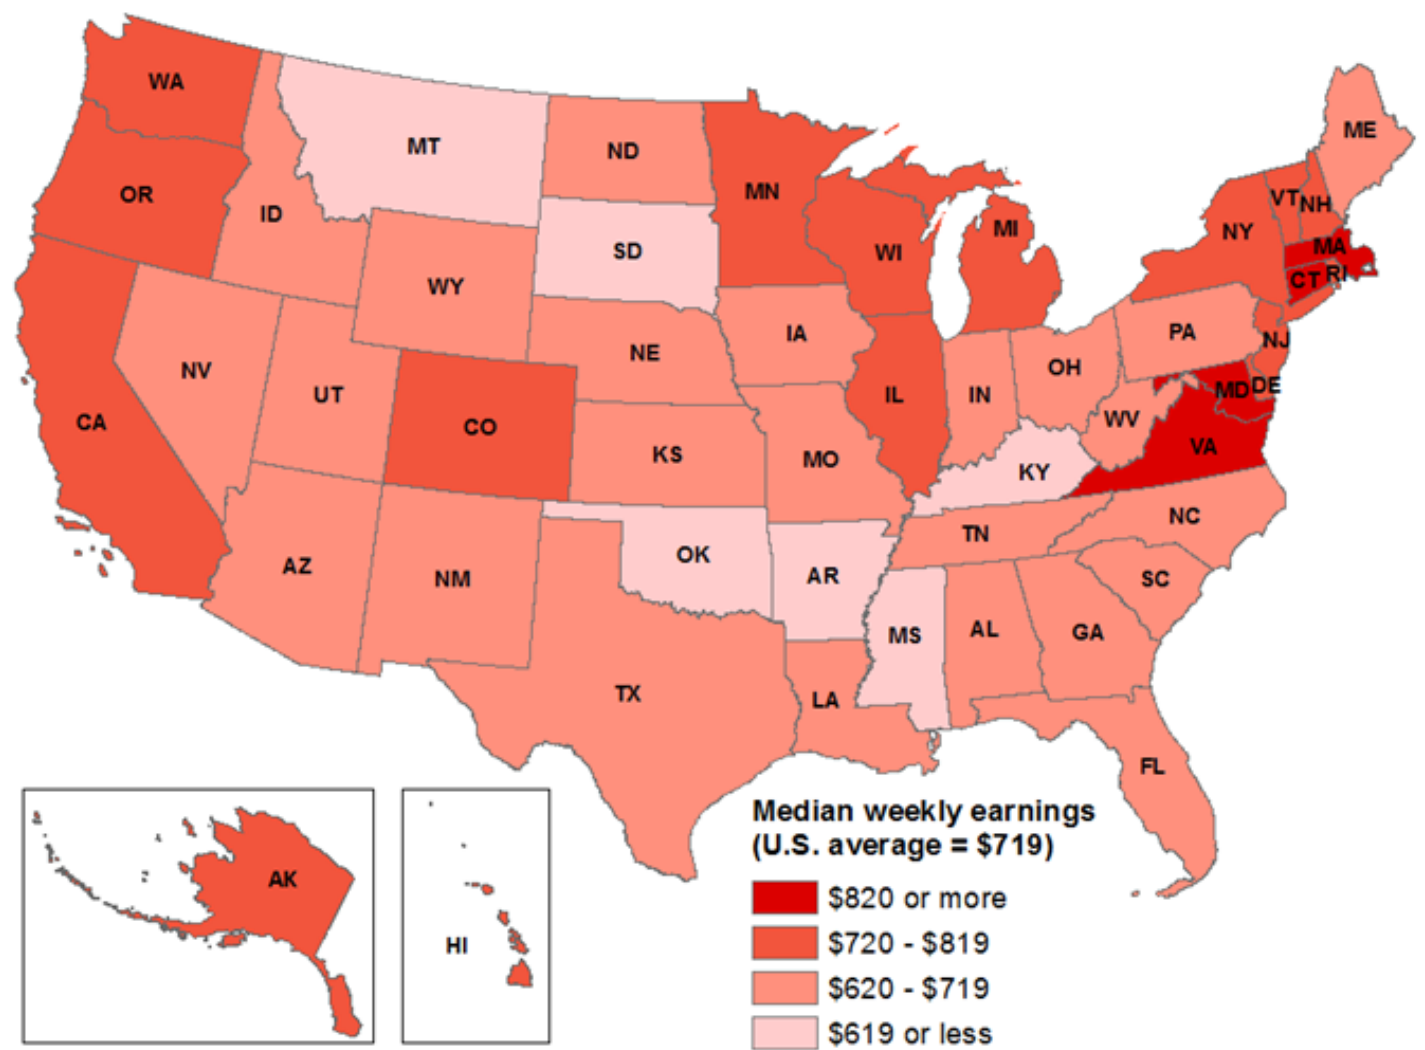 WA
MT
ND
ME
OR
ID
MN
VT
NH
MI
NY
MA
SD
WI
WY
CT
RI
IA
PA
NJ
NE
NV
UT
OH
IL
IN
MD
DE
CA
CO
WV
KS
MO
KY
VA
NC
TN
AZ
NM
OK
AR
SC
MS
AL
GA
TX
LA
FL
AK
HI
Median weekly earnings
(U.S. average = $719)
$820 or more
$720 - $819
$620 - $719
$619 or less